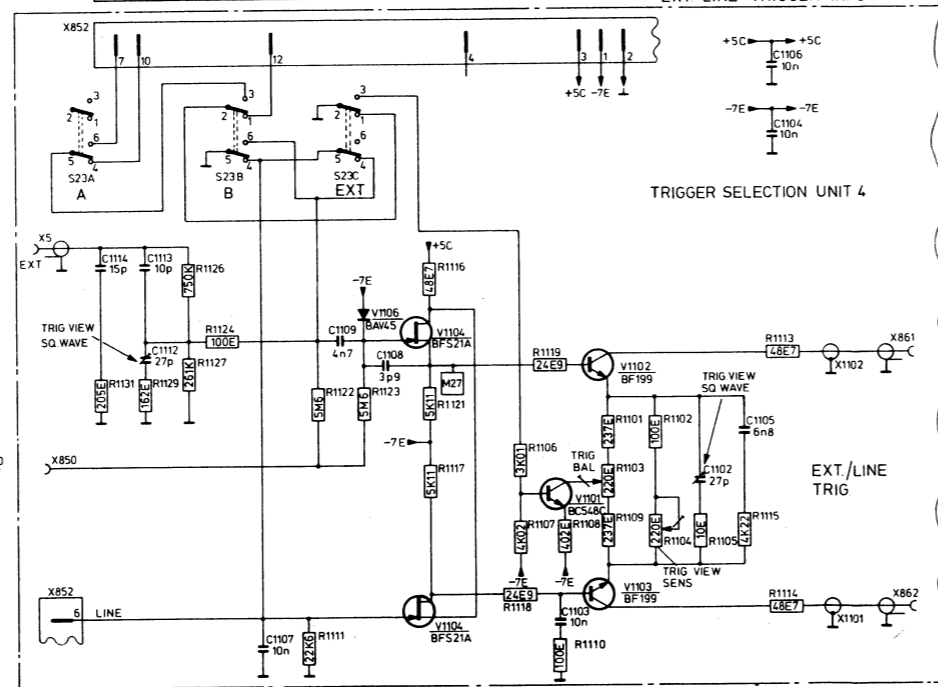 X852
7
10
12
4
3
1
2
+5C
-7E
+5C
+5C
C1106
10n
-7E
-7E
C1104
10n
3
2
1
6
5
4
S23A
A
3
2
1
6
5
4
S23B
B
3
2
1
6
5
4
S23C
EXT
TRIGGER SELECTION UNIT 4
X5
EXT
C1114
15p
C1113
10p
750K
R1126
TRIG VIEW
SQ.WAVE
C1112
27p
R1124
100E
261K
R1127
205E
R1131
162E
R1129
-7E
V1106
BAV45
C1109
4n7
+5C
48E7
R1116
V1104
BFS21A
C1108
3p9
M27
5M6
R1122
5M6
R1123
5K11
R1121
-7E
5K11
R1117
X850
R1119
24E9
V1102
BF199
R1113
48E7
X1102
X861
TRIG VIEW
SQ WAVE
237E
R1101
100E
R1102
C1105
6n8
R1106
3K01
TRIG
BAL
R1103
220E
C1102
27p
V1101
BC548C
R1107
4K02
R1108
402E
R1109
237E
220E
R1104
10E
R1105
R1115
4K22
EXT./LINE
TRIG
-7E
-7E
TRIG VIEW
SENS
24E9
R1118
V1103
BF199
R1114
48E7
X1101
X862
X852
6
LINE
C1107
10n
22K6
R1111
V1104
BFS21A
C1103
10n
100E
R1110